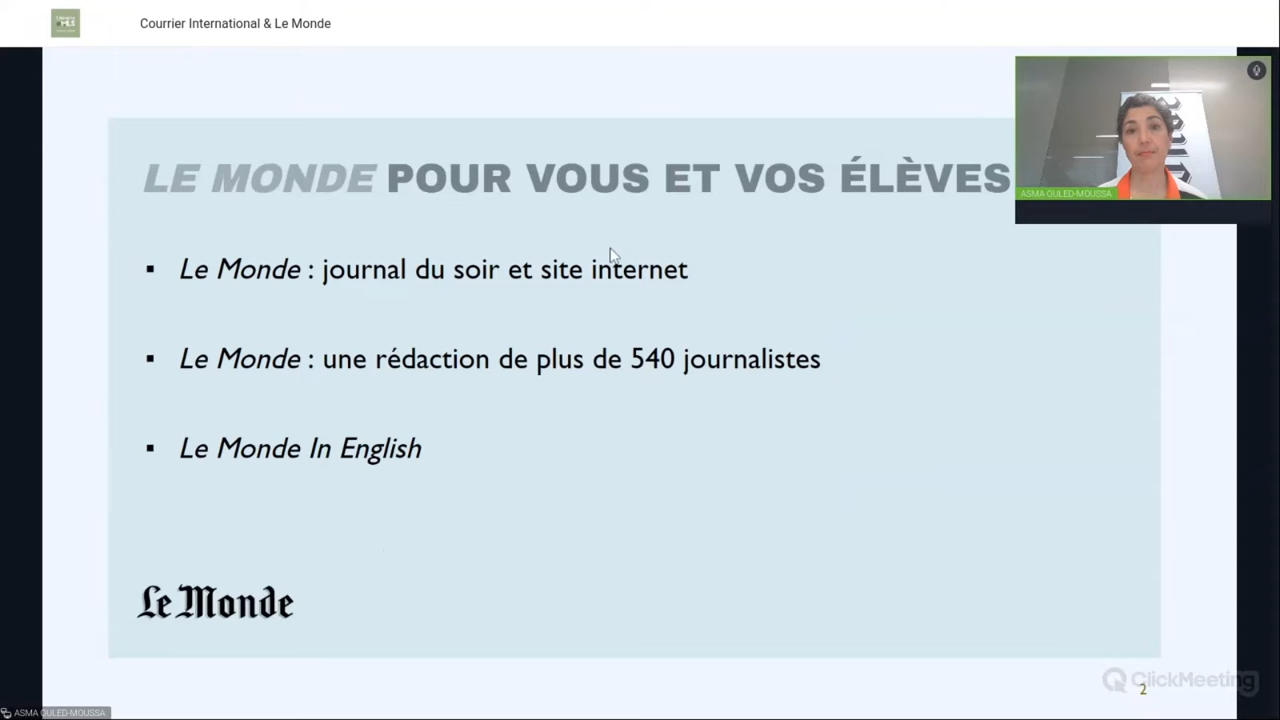 Courrier International & Le Monde
LE MONDE POUR VOUS ET VOS ÉLÈVES
ASMA OULED-MOUSSA
▪ Le Monde : journal du soir et site internet
▪ Le Monde : une rédaction de plus de 540 journalistes
▪ Le Monde In English
Le Monde
ClickMeeting
2
ASMA OULED-MOUSSA